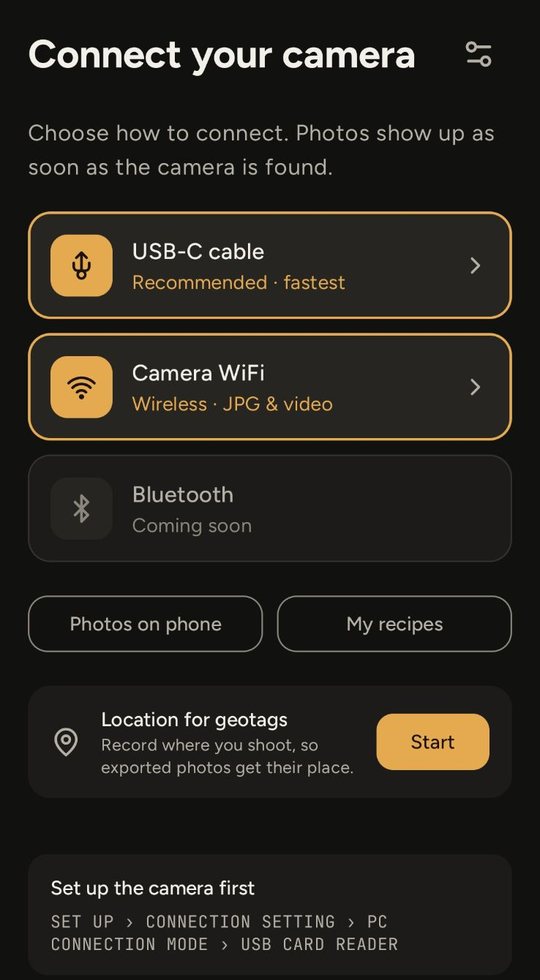 Connect your camera
Choose how to connect. Photos show up as
soon as the camera is found.
USB-C cable
Recommended · fastest
Camera WiFi
Wireless · JPG & video
Bluetooth
Coming soon
Photos on phone
My recipes
Location for geotags
Record where you shoot, so
exported photos get their place.
Start
Set up the camera first
SET UP › CONNECTION SETTING › PC
CONNECTION MODE › USB CARD READER